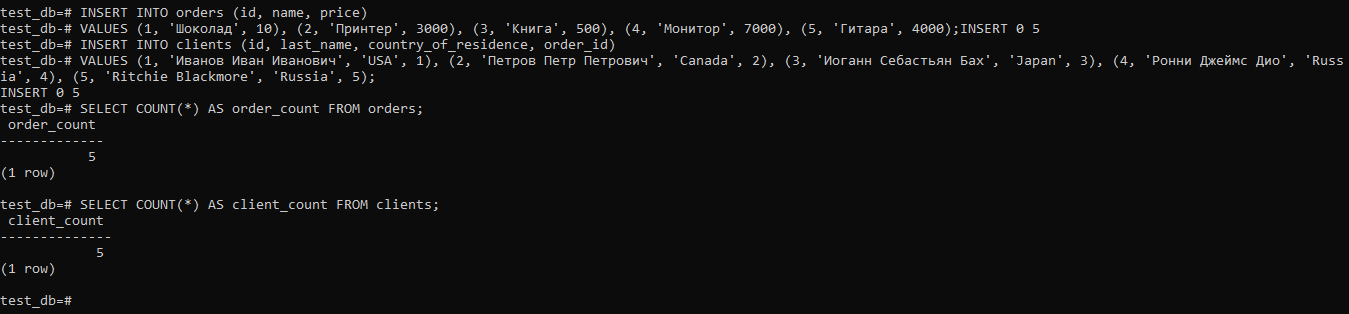 test_db=# INSERT INTO orders (id, name, price)
test_db-# VALUES (1, 'Шоколад', 10), (2, 'Принтер', 3000), (3, 'Книга', 500), (4, 'Монитор', 7000), (5, 'Гитара', 4000);INSERT 0 5
test_db=# INSERT INTO clients (id, last_name, country_of_residence, order_id)
test_db-# VALUES (1, 'Иванов Иван Иванович', 'USA', 1), (2, 'Петров Петр Петрович', 'Canada', 2), (3, 'Иоганн Себастьян Бах', 'Japan', 3), (4, 'Ронни Джеймс Дио', 'Russ
ia', 4), (5, 'Ritchie Blackmore', 'Russia', 5);
INSERT 0 5
test_db=# SELECT COUNT(*) AS order_count FROM orders;
 order_count
-------------
           5
(1 row)

test_db=# SELECT COUNT(*) AS client_count FROM clients;
 client_count
--------------
            5
(1 row)

test_db=#